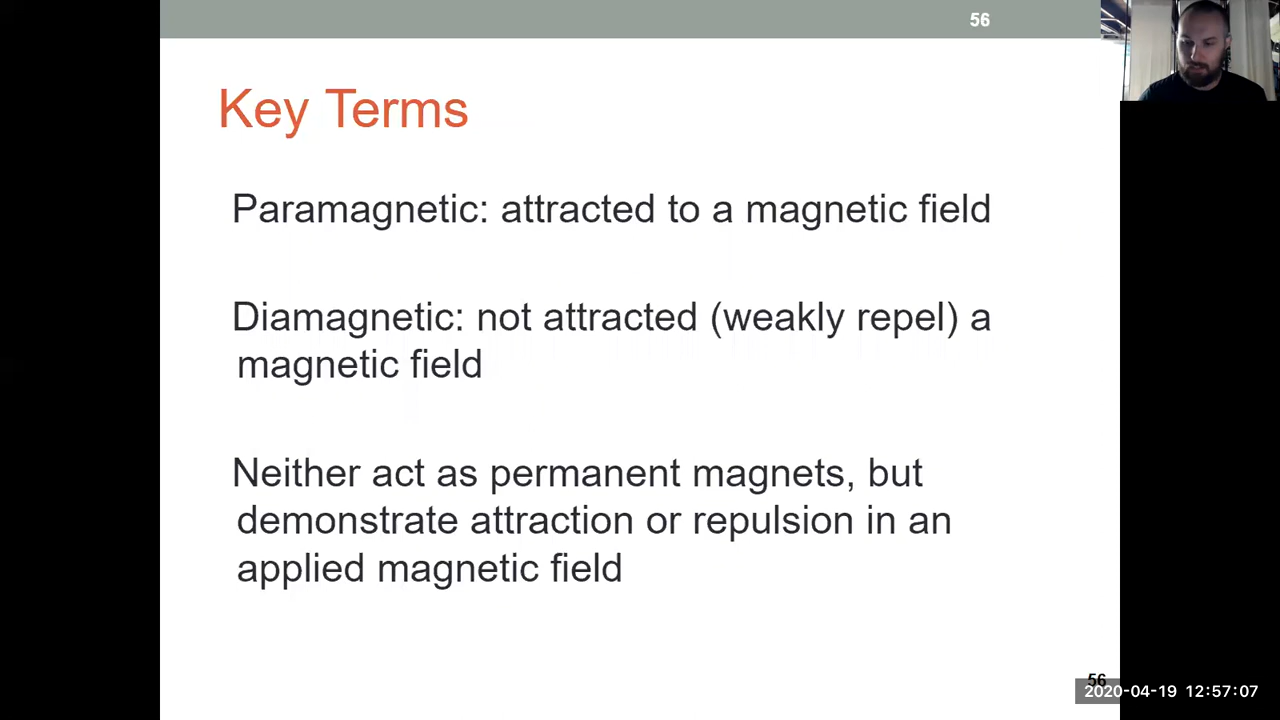 56
Key Terms
Paramagnetic: attracted to a magnetic field
Diamagnetic: not attracted (weakly repel) a
magnetic field
Neither act as permanent magnets, but
demonstrate attraction or repulsion in an
applied magnetic field
56
2020-04-19 12:57:07